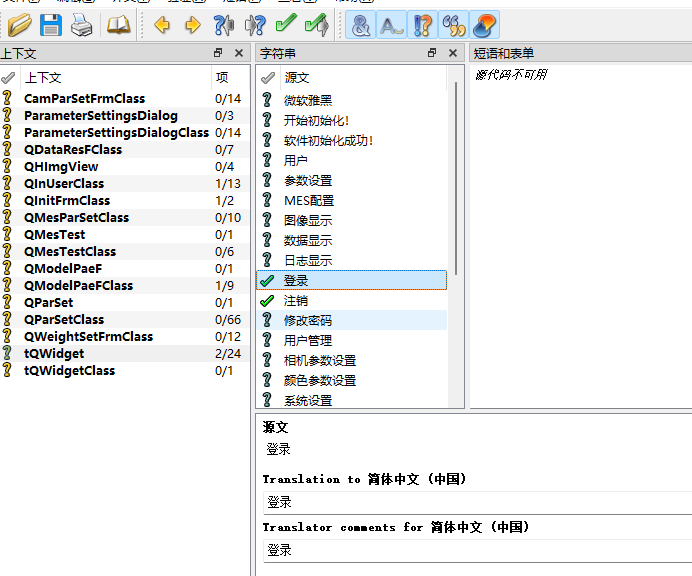 上下文
上下文 项
CamParSetFrmClass 0/14
ParameterSettingsDialog 0/3
ParameterSettingsDialogClass 0/14
QDataResFClass 0/7
QHImgView 0/4
QInUserClass 1/13
QInitFrmClass 1/2
QMesParSetClass 0/10
QMesTest 0/1
QMesTestClass 0/6
QModelPaeF 0/1
QModelPaeFClass 1/9
QParSet 0/1
QParSetClass 0/66
QWeightSetFrmClass 0/12
tQWidget 2/24
tQWidgetClass 0/1
字符串
源文
微软雅黑
开始初始化!
软件初始化成功!
用户
参数设置
MES配置
图像显示
数据显示
日志显示
登录
注销
修改密码
用户管理
相机参数设置
颜色参数设置
系统设置
短语和表单
源代码不可用
源文
登录
Translation to 简体中文 (中国)
登录
Translator comments for 简体中文 (中国)
登录